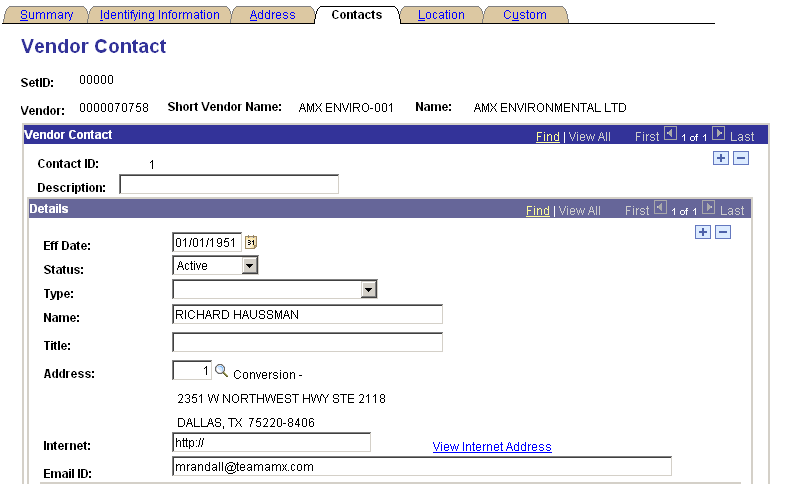 Summary Identifying Information Address Contacts Location Custom
Vendor Contact
SetID: 00000
Vendor: 0000070758 Short Vendor Name: AMX ENVIRO-001 Name: AMX ENVIRONMENTAL LTD
Vendor Contact Find | View All First 1 of 1 Last
Contact ID: 1
Description:
Details Find | View All First 1 of 1 Last
Eff Date: 01/01/1951 31
Status: Active
Type:
Name: RICHARD HAUSSMAN
Title:
Address: 1 Conversion -
2351 W NORTHWEST HWY STE 2118
DALLAS, TX 75220-8406
Internet: http:// View Internet Address
Email ID: mrandall@teamamx.com